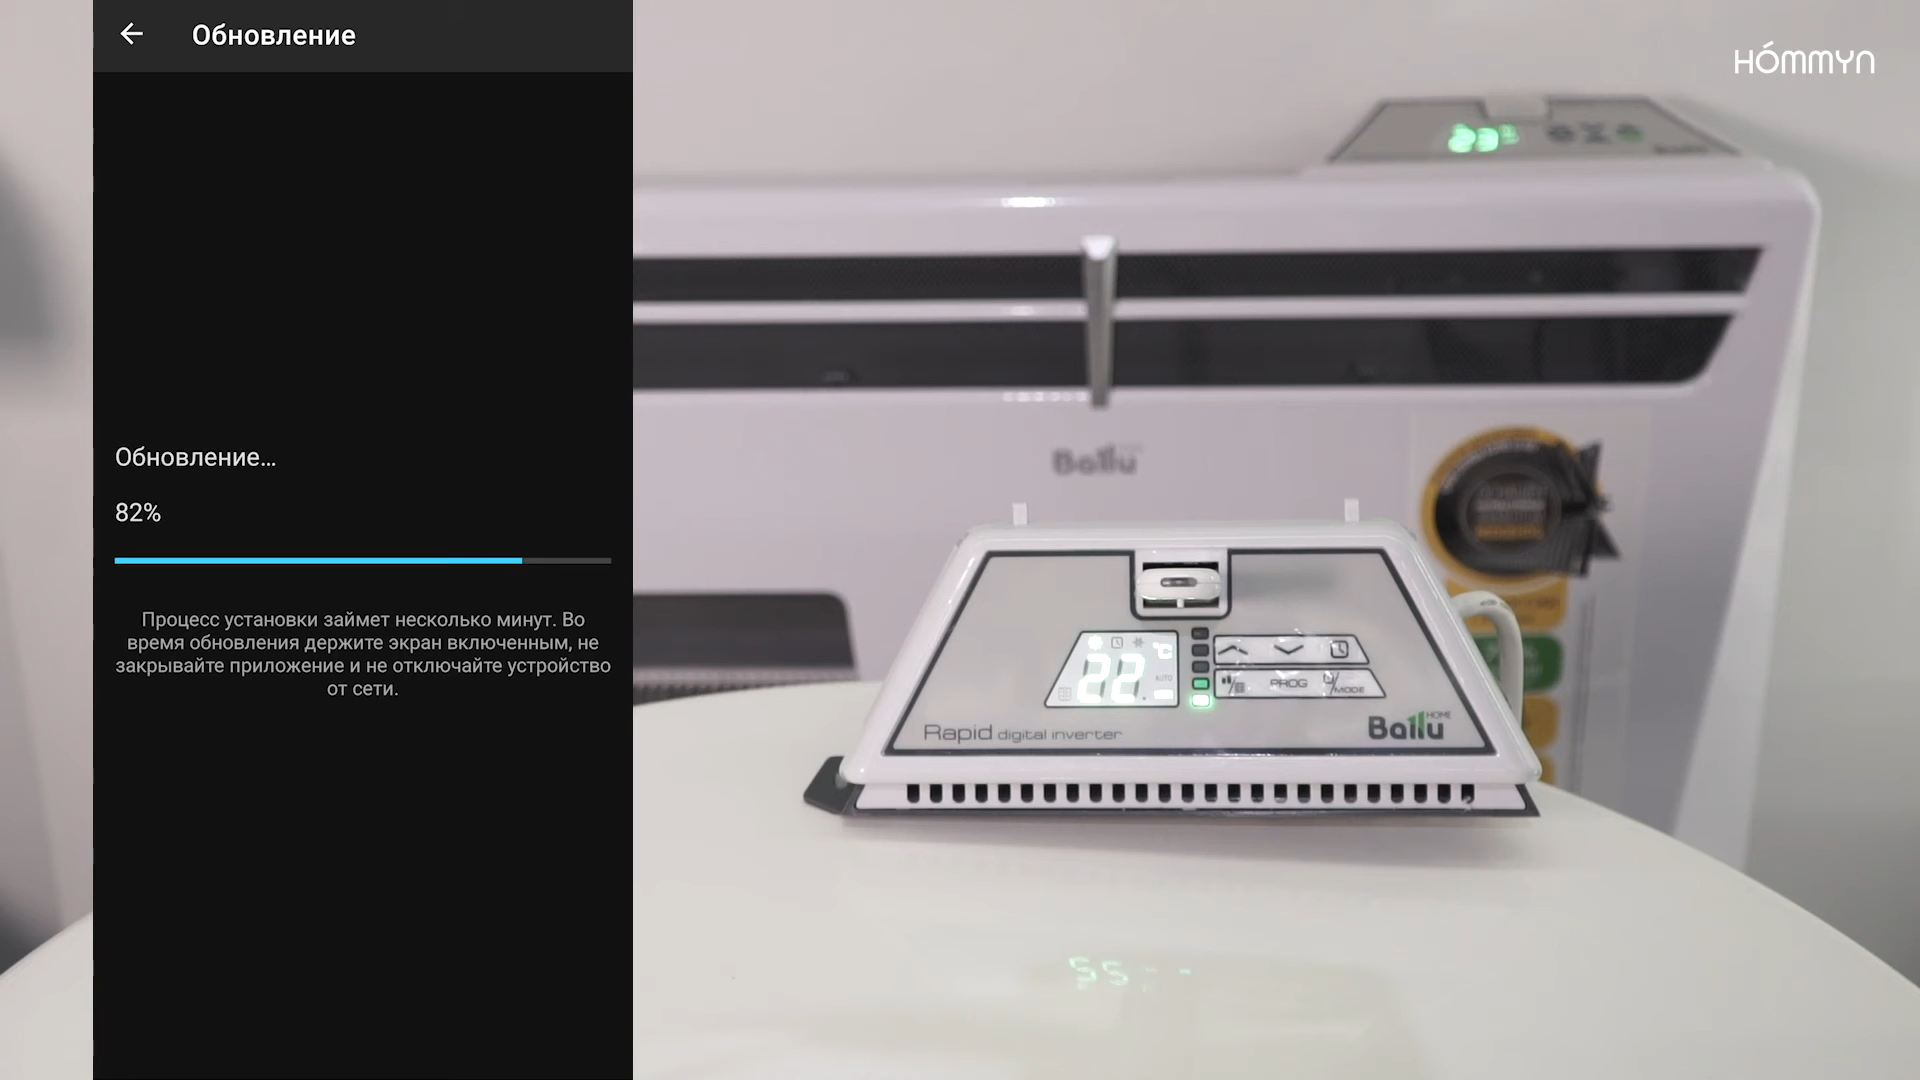 Обновление
Обновление...
82%
Процесс установки займет несколько минут. Во
время обновления держите экран включенным, не
закрывайте приложение и не отключайте устройство
от сети.
HÓMMYN
Ballu
22.
°C
AUTO
PROG
MODE
Rapid digital inverter
Ballu
HOME